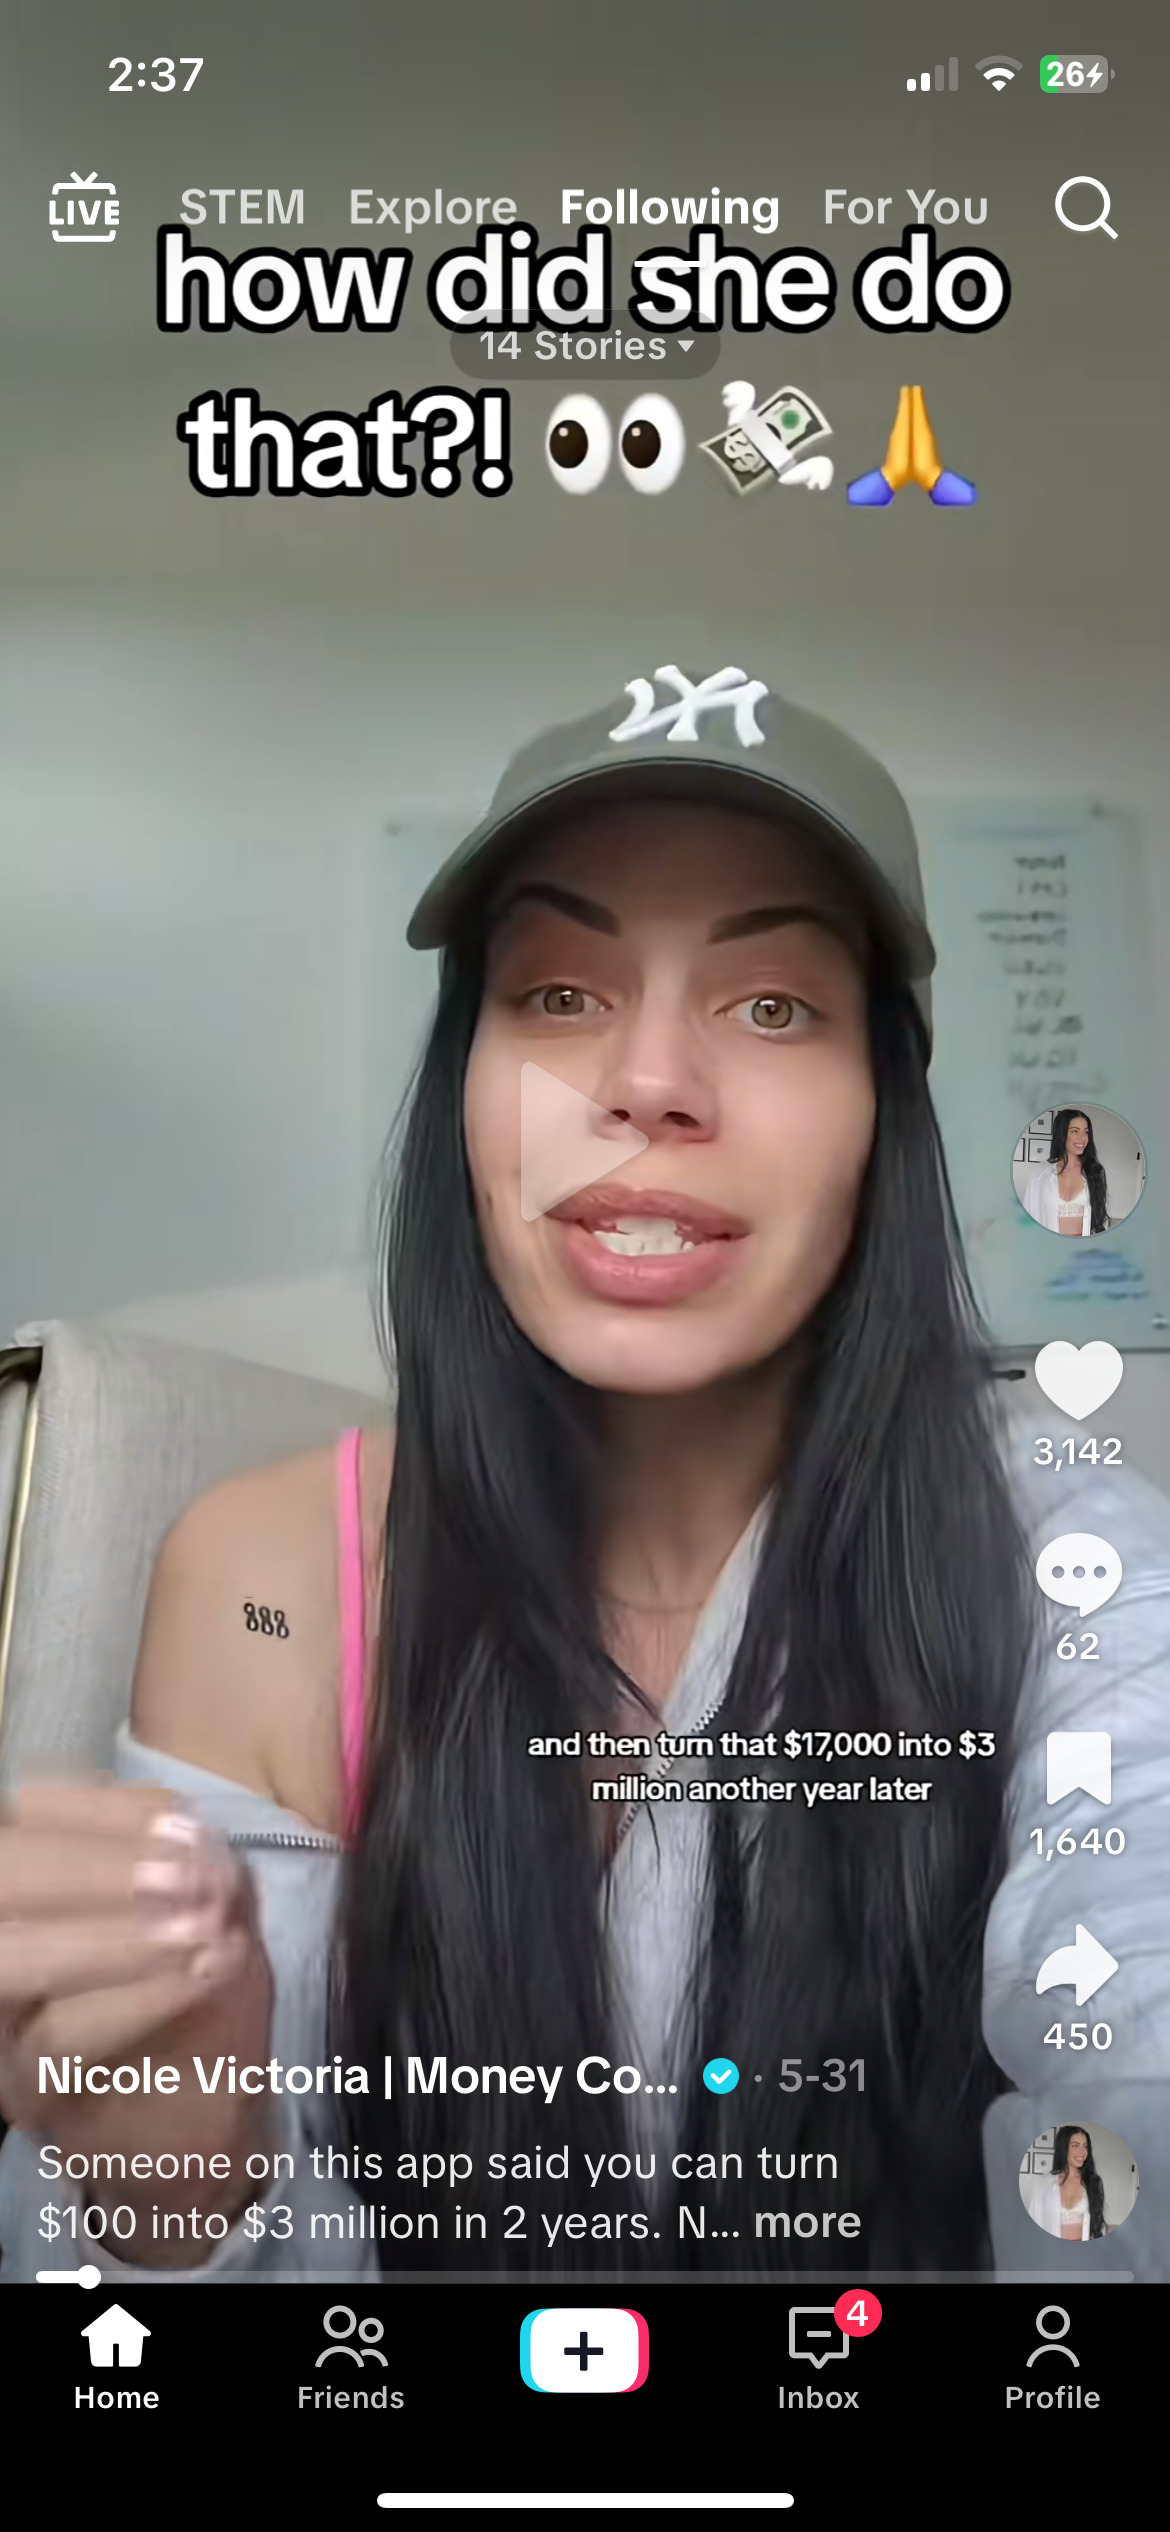 2:37
26
LIVE
STEM Explore Following For You
how did she do
14 Stories
that?! 👀💸🙏
NY
3,142
888
62
and then turn that $17,000 into $3
million another year later
1,640
450
Nicole Victoria | Money Co... · 5-31
Someone on this app said you can turn
$100 into $3 million in 2 years. N... more
4
Home Friends Inbox Profile